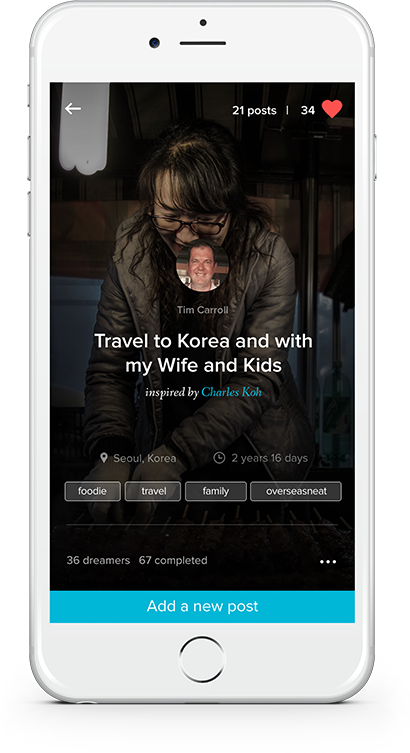 21 posts | 34
Tim Carroll
Travel to Korea and with
my Wife and Kids
inspired by Charles Koh
Seoul, Korea 2 years 16 days
foodie travel family overseasneat
36 dreamers 67 completed
Add a new post